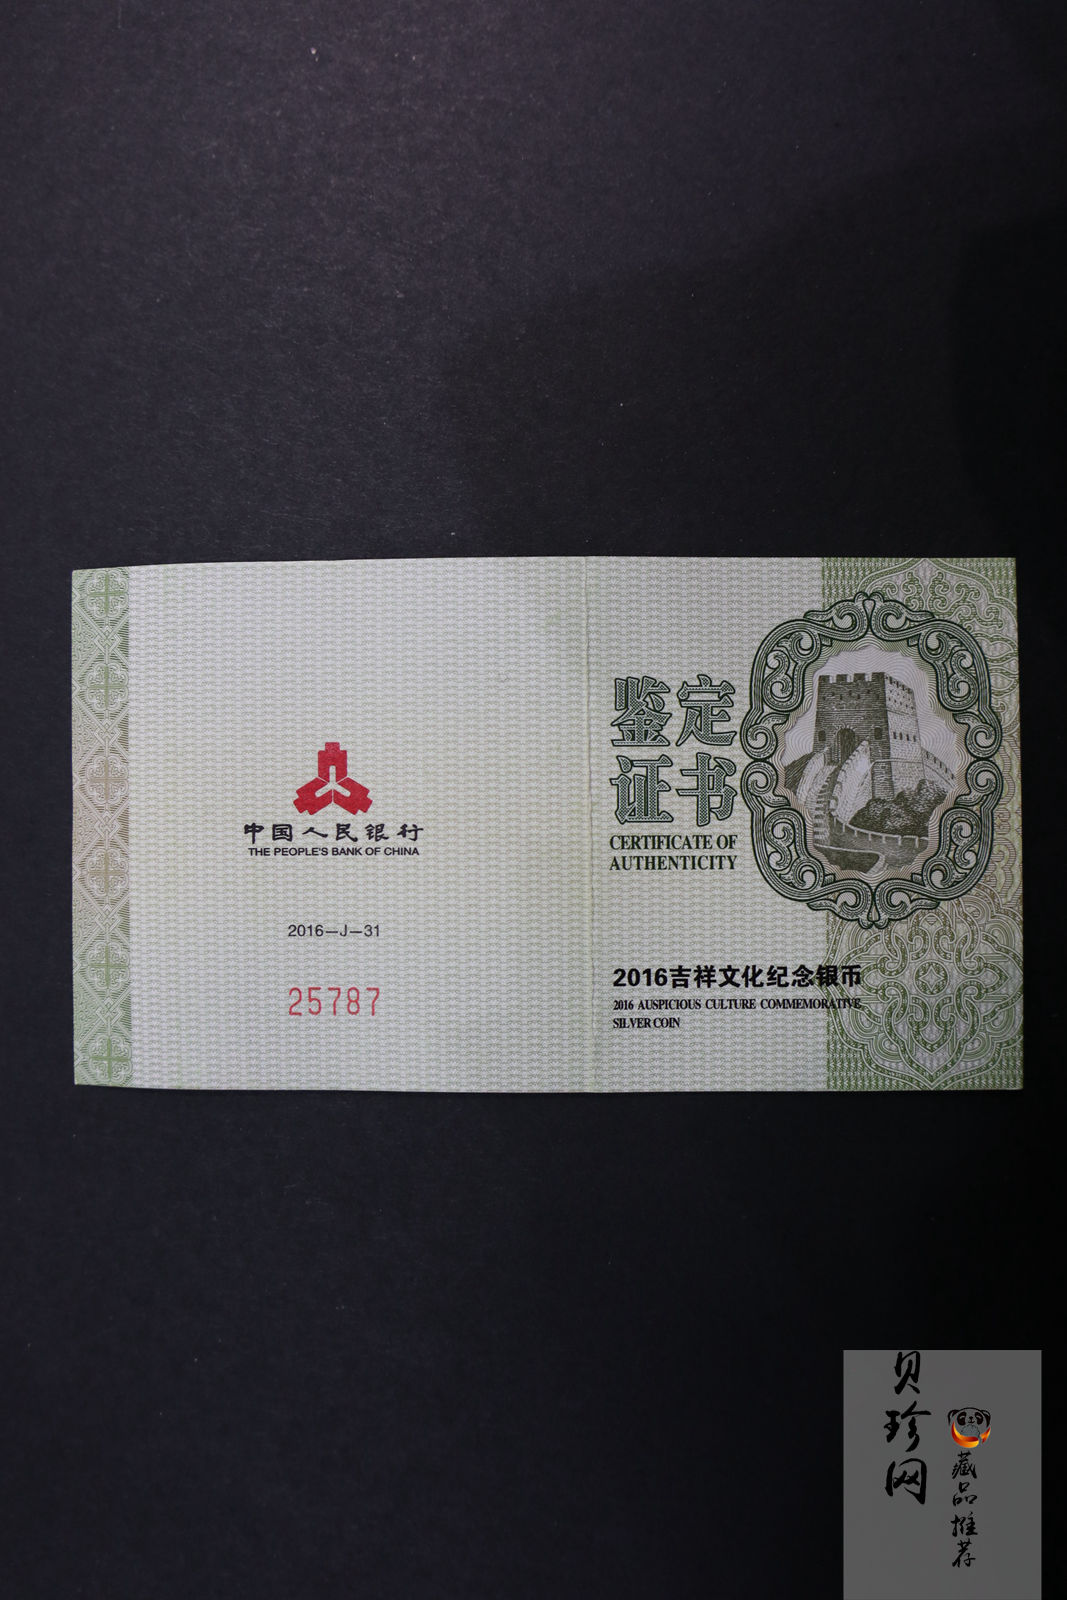 中国人民银行
THE PEOPLE'S BANK OF CHINA
2016—J—31
25787
鉴定
证书
CERTIFICATE OF
AUTHENTICITY
2016吉祥文化纪念银币
2016 AUSPICIOUS CULTURE COMMEMORATIVE
SILVER COIN
贝珍网
藏品推荐